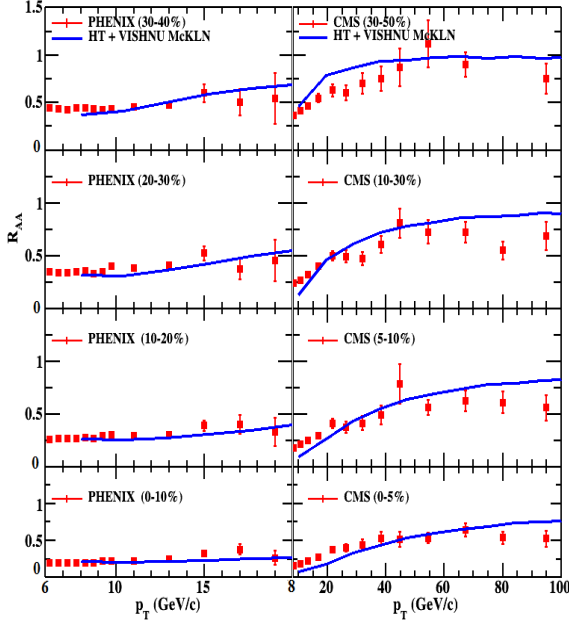 PHENIX (30-40%)
HT + VISHNU McKLN
CMS (30-50%)
HT + VISHNU McKLN
1.5
1
0.5
0
PHENIX (20-30%)
CMS (10-30%)
1
0.5
0
R_AA
PHENIX (10-20%)
CMS (5-10%)
1
0.5
0
PHENIX (0-10%)
CMS (0-5%)
1
0.5
0
6 10 15 8 20 40 60 80 100
p_T (GeV/c) p_T (GeV/c)